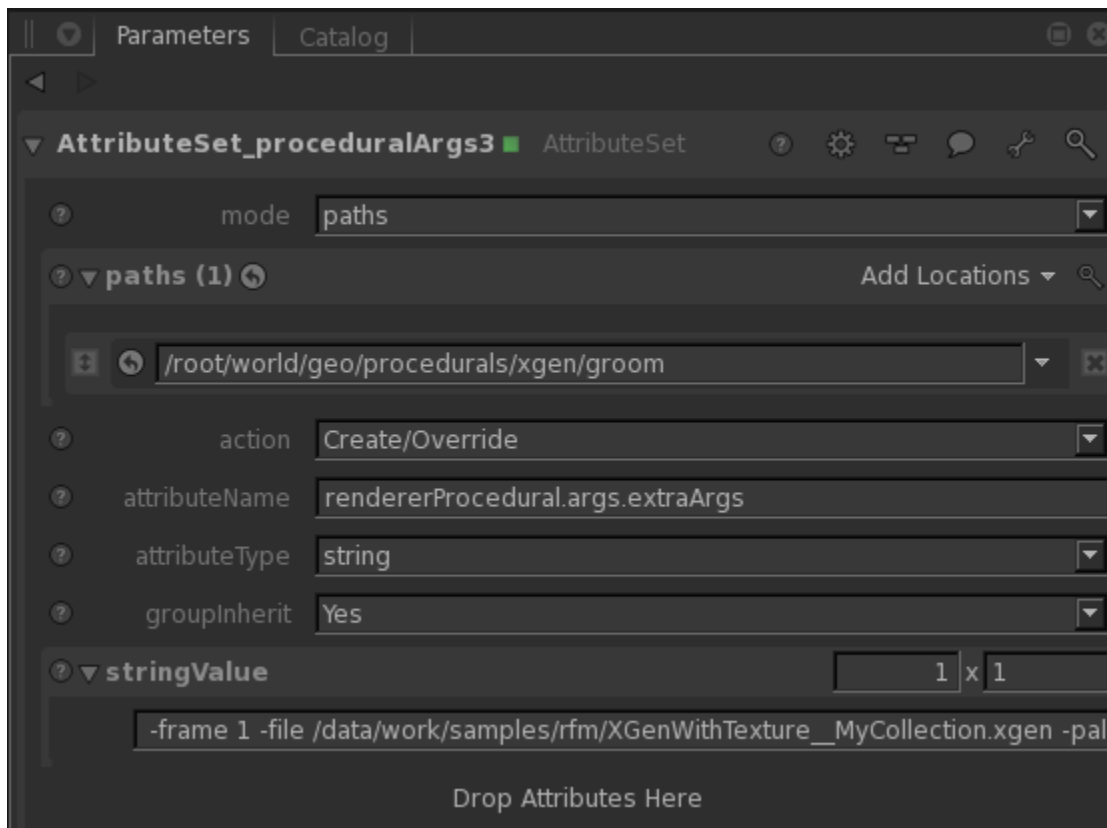 Parameters Catalog
AttributeSet_proceduralArgs3 AttributeSet
mode paths
paths (1) Add Locations
/root/world/geo/procedurals/xgen/groom
action Create/Override
attributeName rendererProcedural.args.extraArgs
attributeType string
groupInherit Yes
stringValue 1 x 1
-frame 1 -file /data/work/samples/rfm/XGenWithTexture__MyCollection.xgen -pal
Drop Attributes Here